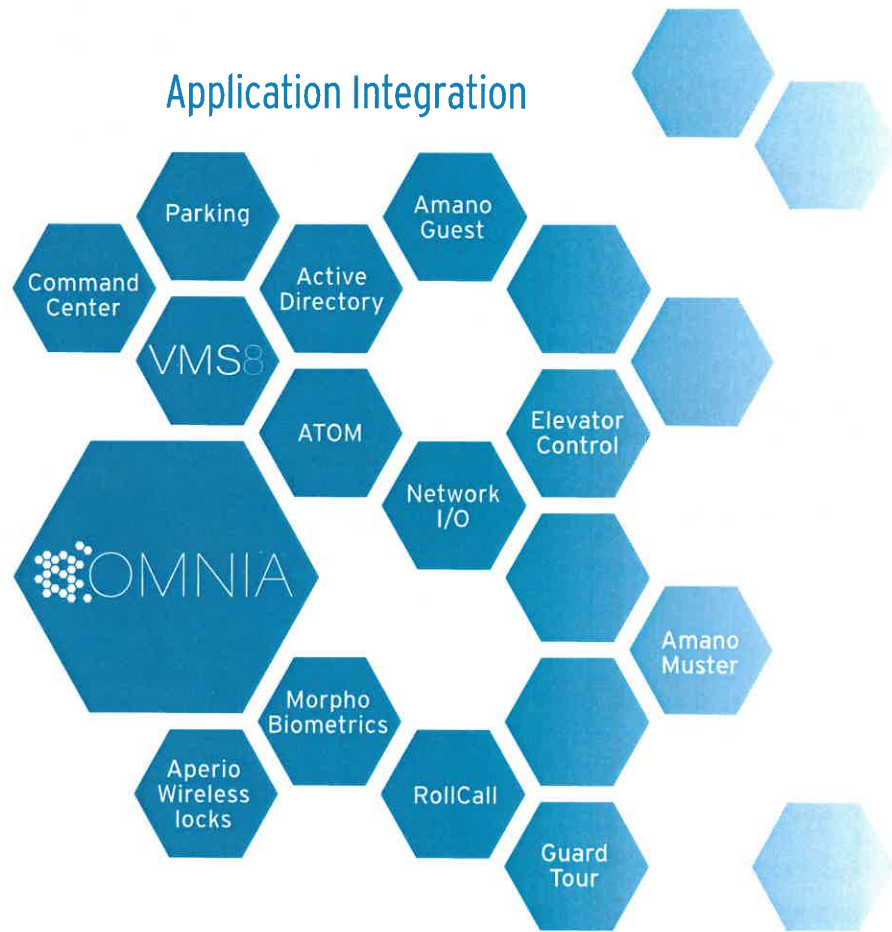 Application Integration
Parking
Amano
Guest
Command
Center
Active
Directory
VMS8
ATOM
Elevator
Control
Network
I/O
OMNIA
Amano
Muster
Morpho
Biometrics
Aperio
Wireless
locks
RollCall
Guard
Tour